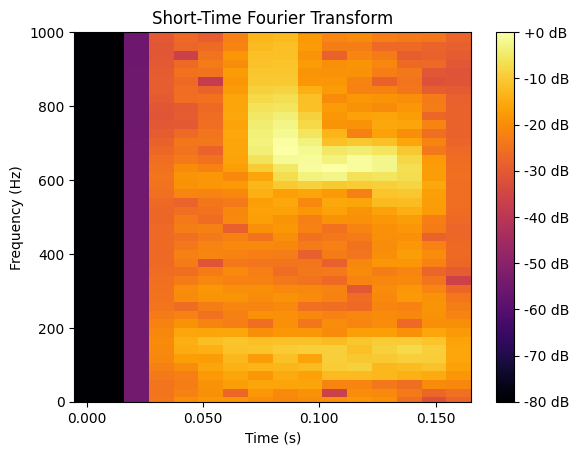 Short-Time Fourier Transform
1000
800
600
400
200
0
Frequency (Hz)
0.000
0.050
0.100
0.150
Time (s)
+0 dB
-10 dB
-20 dB
-30 dB
-40 dB
-50 dB
-60 dB
-70 dB
-80 dB